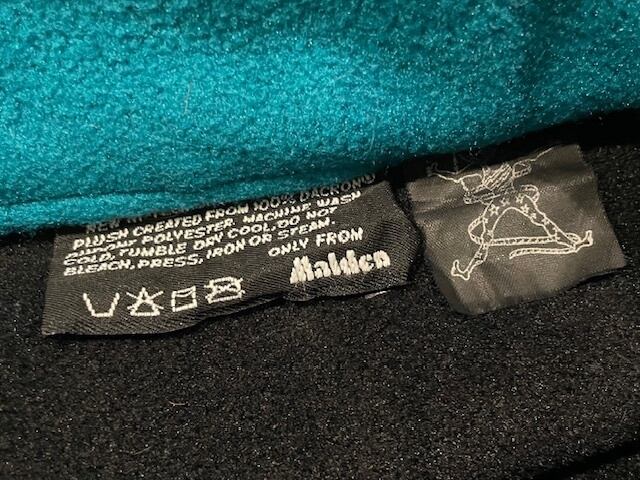 PLUSH CREATED FROM 100% DACRON®
POLYESTER. MACHINE WASH
COLD, TUMBLE DRY COOL. DO NOT
BLEACH, PRESS, IRON OR STEAM.
ONLY FROM
Malden